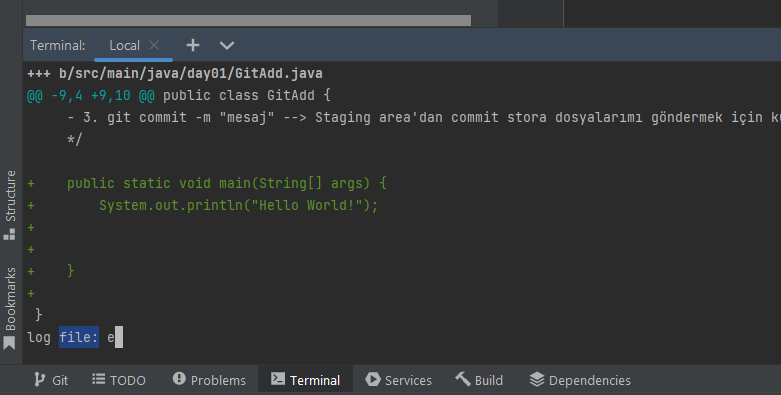 Terminal: Local
+++ b/src/main/java/day01/GitAdd.java
@@ -9,4 +9,10 @@ public class GitAdd {
- 3. git commit -m "mesaj" --> Staging area'dan commit stora dosyalarımı göndermek için
*/
+ public static void main(String[] args) {
+ System.out.println("Hello World!");
+
+
+ }
+
}
log file: e
Structure
Bookmarks
Git TODO Problems Terminal Services Build Dependencies